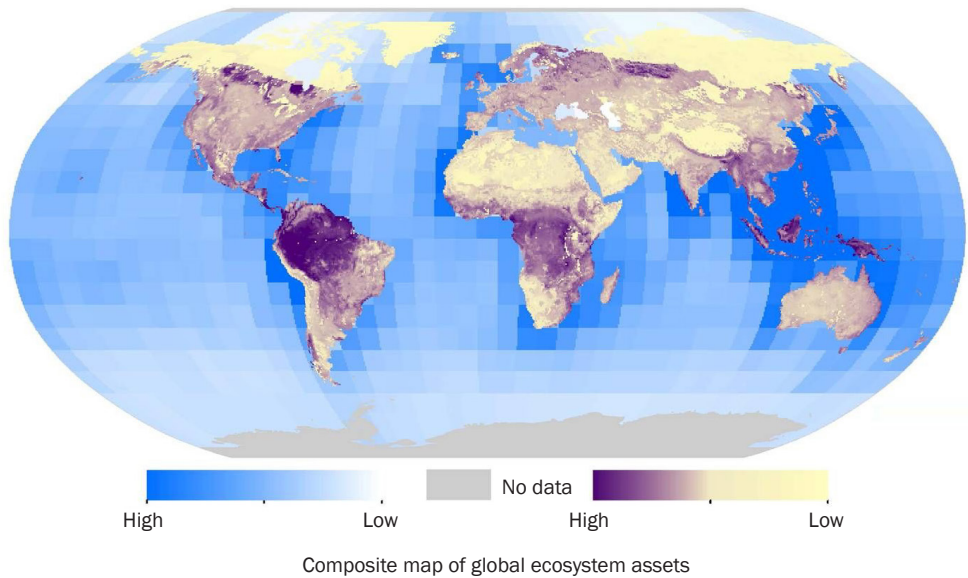 High
Low
No data
High
Low
Composite map of global ecosystem assets